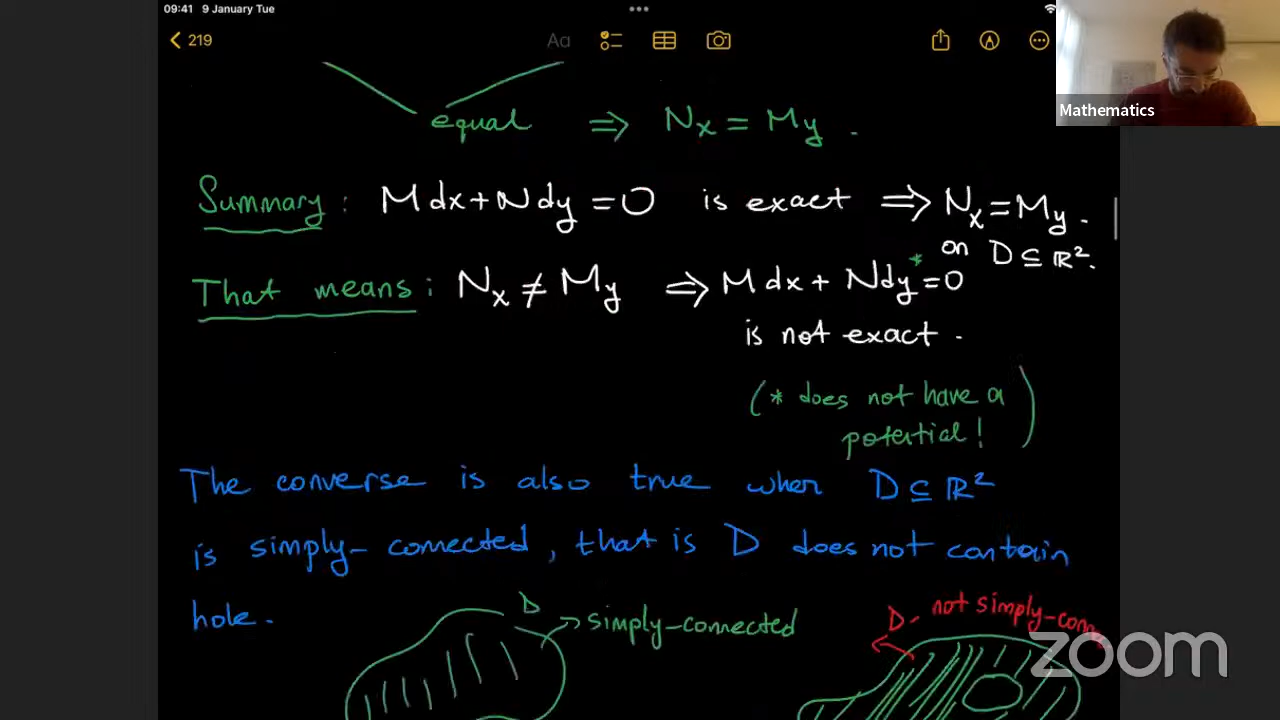 09:41 9 January Tue
219
Aa
Mathematics
equal ⇒ Nx = My .
Summary : M dx + N dy = 0 is exact ⇒ Nx = My .
on D ⊆ ℝ².
That means : Nx ≠ My ⇒ M dx + N dy * = 0
is not exact .
(* does not have a
potential ! )
The converse is also true when D ⊆ ℝ²
is simply-connected, that is D does not contain
hole .
D simply-connected
D. not simply-conn
zoom